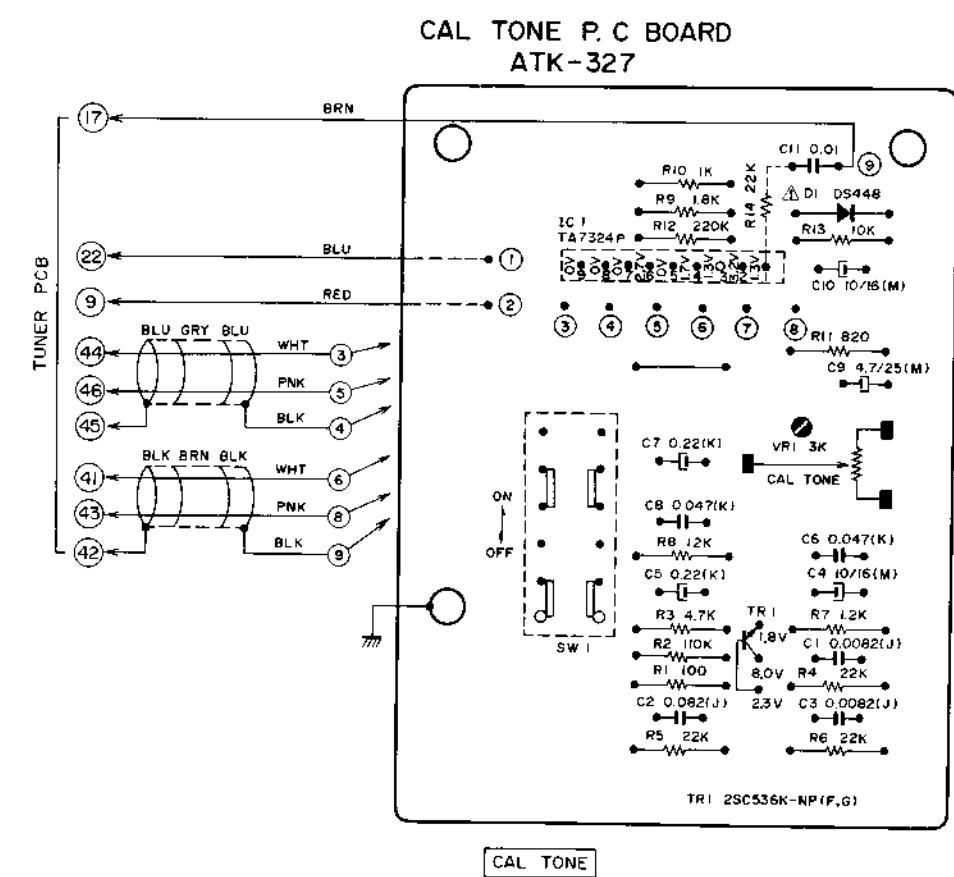 CAL TONE P. C BOARD
ATK-327
TUNER PCB
17 BRN
22 BLU 1
9 RED 2
BLU GRY BLU
44 WHT 3
46 PNK 5
45 BLK 4
BLK BRN BLK
41 WHT 6
43 PNK 8
42 BLK 9
C11 0.01 9
R10 1K
R9 1.8K
R12 220K
R14 22K
D1 DS448
R13 10K
IC1
TA7324P
C10 10/16(M)
3 4 5 6 7 8
R11 820
C9 4.7/25(M)
VR1 3K
CAL TONE
C7 0.22(K)
ON
OFF
SW1
C8 0.047(K)
R8 12K
C5 0.22(K)
R3 4.7K
R2 110K
R1 100
C2 0.082(J)
R5 22K
TR1
1.8V
8.0V
2.3V
C6 0.047(K)
C4 10/16(M)
R7 1.2K
C1 0.0082(J)
R4 22K
C3 0.0082(J)
R6 22K
TR1 2SC536K-NP(F,G)
CAL TONE